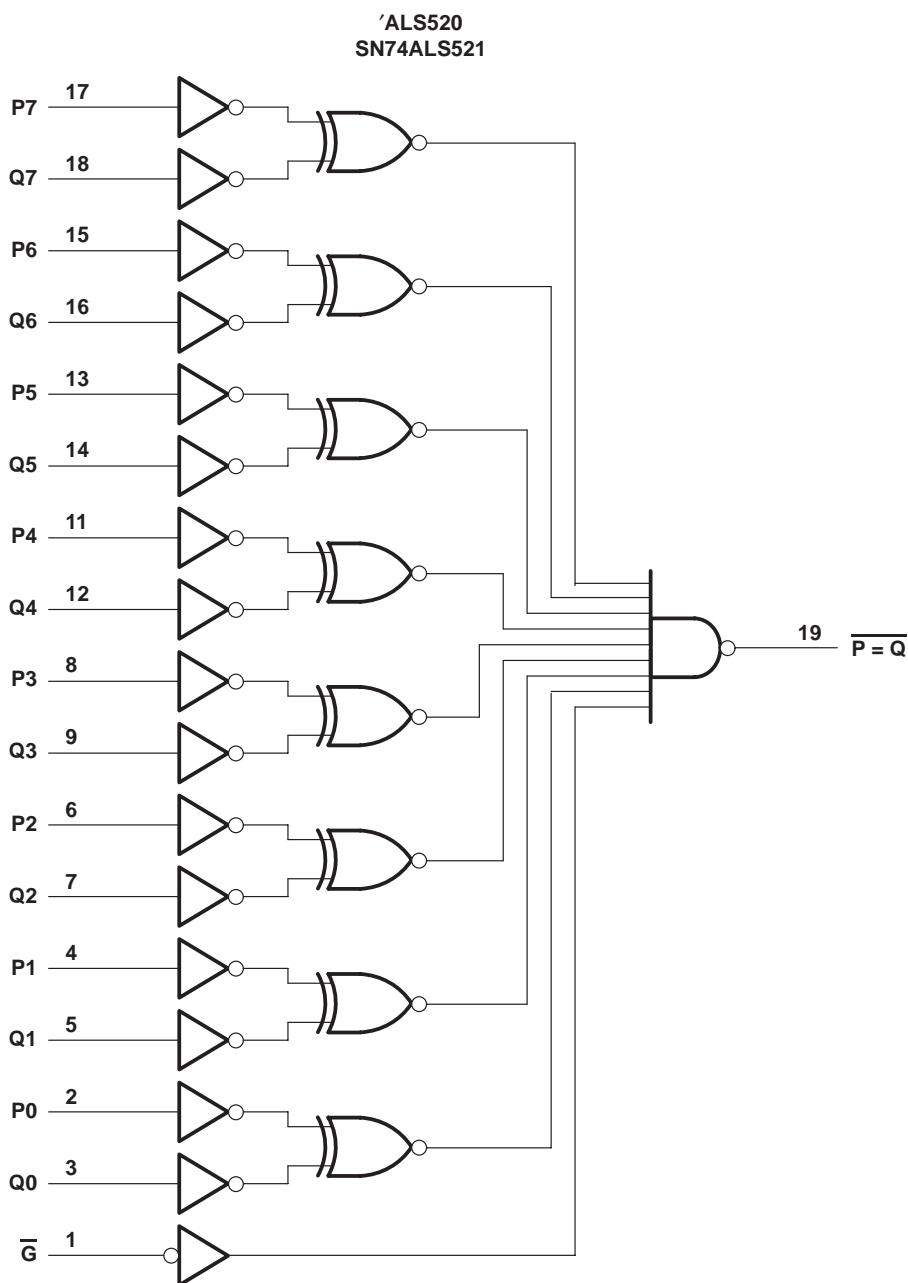 ′ALS520
SN74ALS521
P7 17
Q7 18
P6 15
Q6 16
P5 13
Q5 14
P4 11
Q4 12
19 P = Q
P3 8
Q3 9
P2 6
Q2 7
P1 4
Q1 5
P0 2
Q0 3
G 1